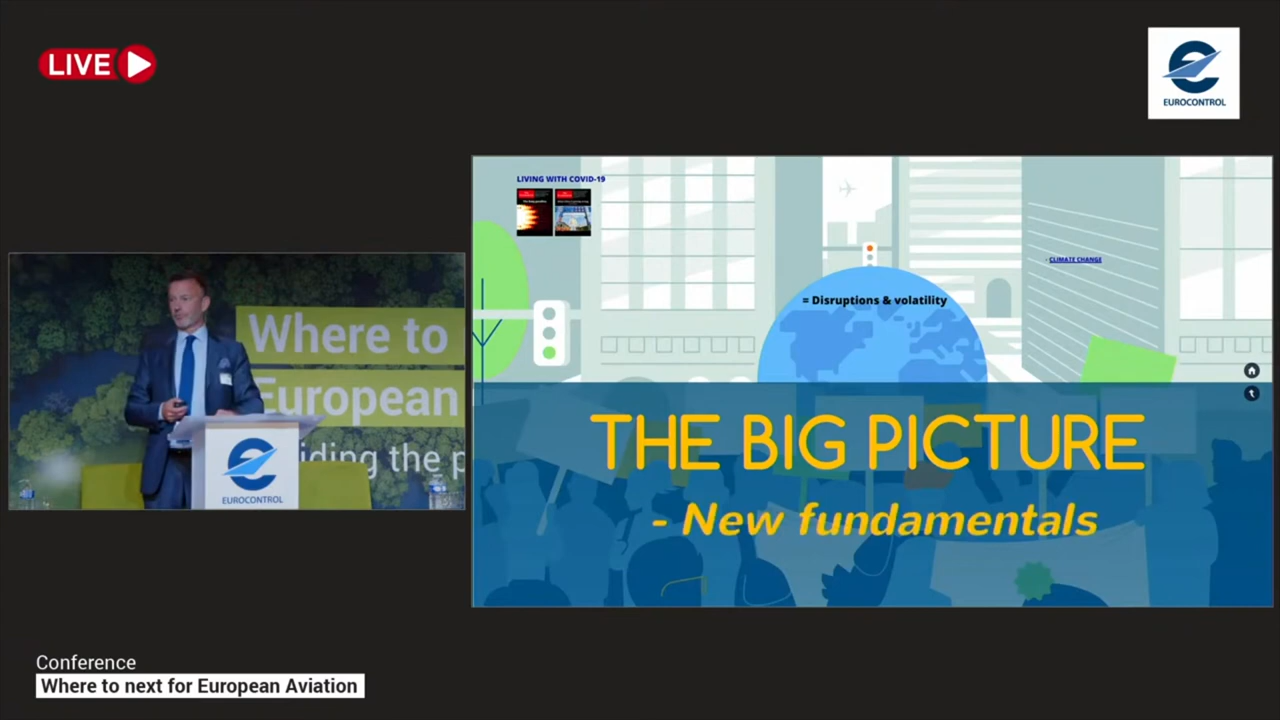 LIVE
EUROCONTROL
LIVING WITH COVID-19
CLIMATE CHANGE
= Disruptions & volatility
Where to
European
iding the p
EUROCONTROL
THE BIG PICTURE
- New fundamentals
Conference
Where to next for European Aviation